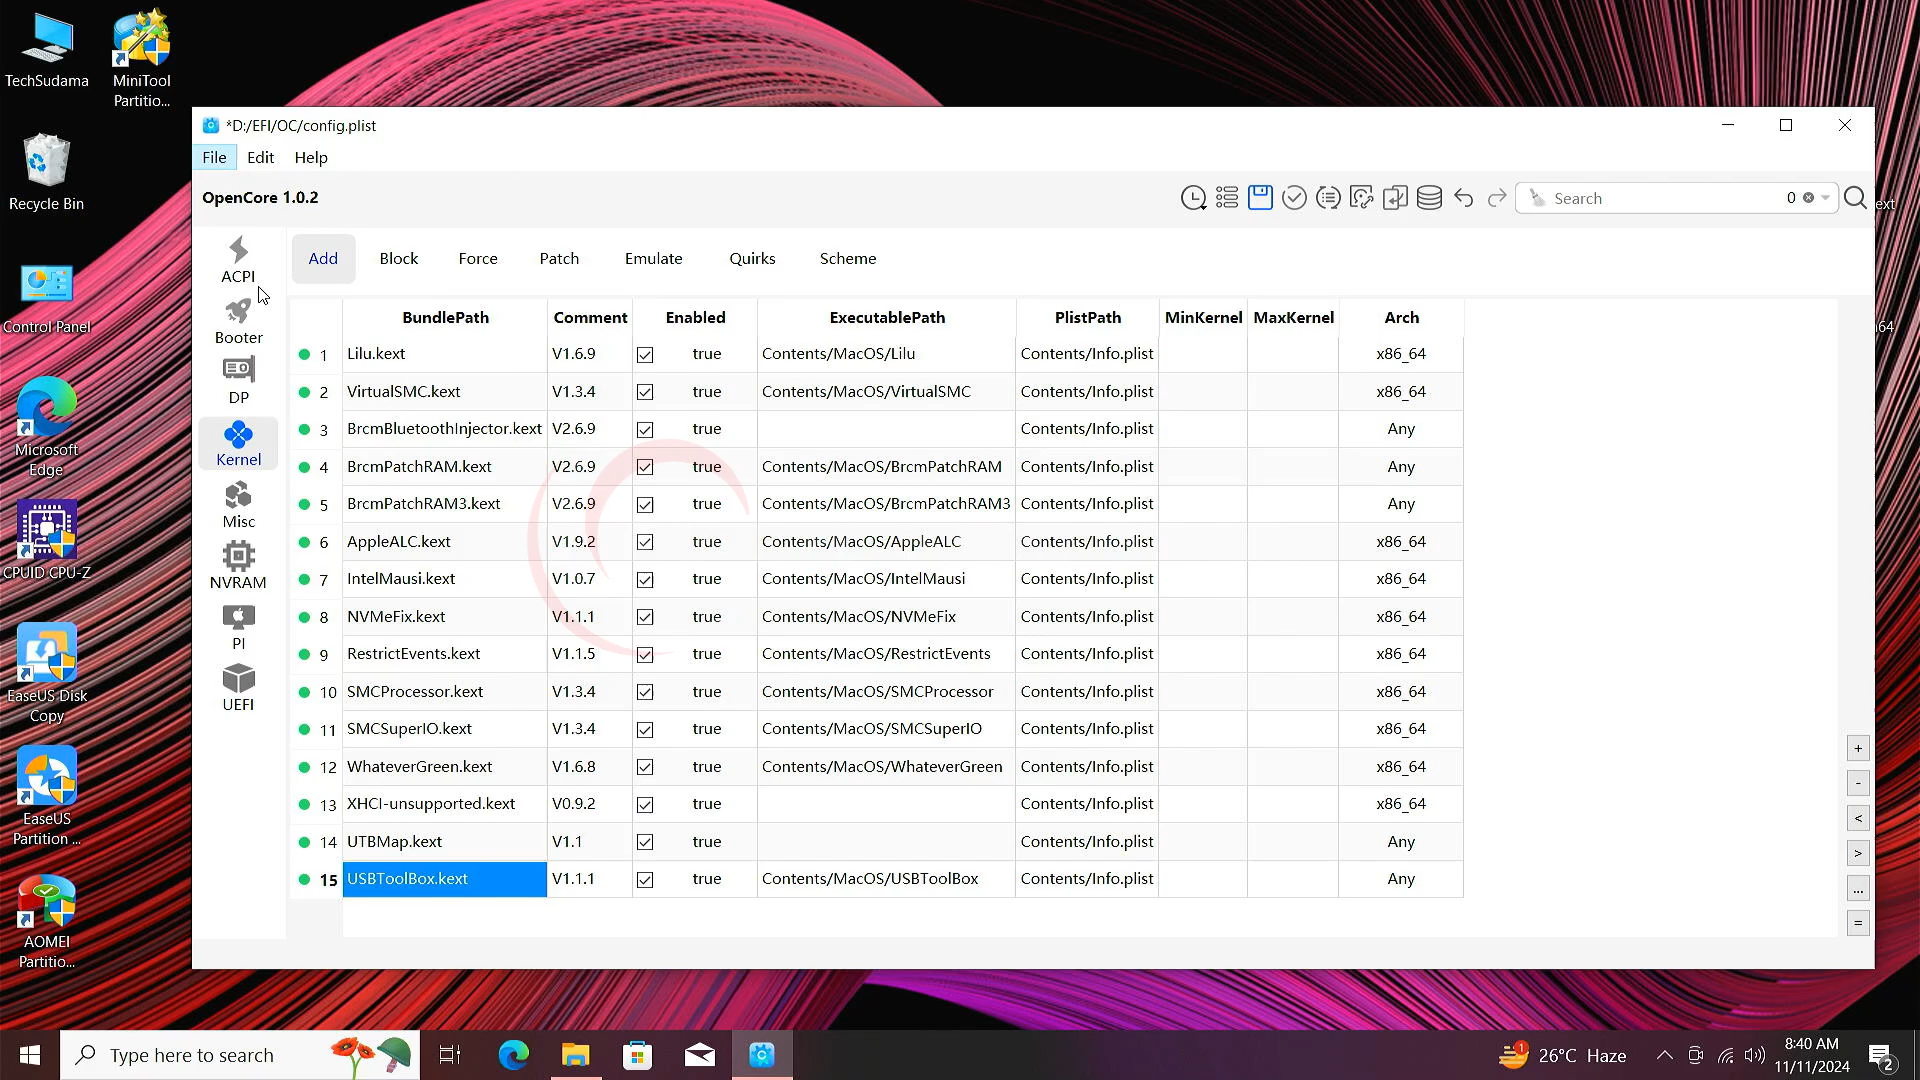 TechSudama
MiniTool
Partitio...
Recycle Bin
Control Panel
Microsoft
Edge
CPUID CPU-Z
EaseUS Disk
Copy
EaseUS
Partition ...
AOMEI
Partitio...
*D:/EFI/OC/config.plist
File Edit Help
OpenCore 1.0.2
Search 0
ext
64
ACPI
Booter
DP
Kernel
Misc
NVRAM
PI
UEFI
Add Block Force Patch Emulate Quirks Scheme
BundlePath Comment Enabled ExecutablePath PlistPath MinKernel MaxKernel Arch
1 Lilu.kext V1.6.9 true Contents/MacOS/Lilu Contents/Info.plist x86_64
2 VirtualSMC.kext V1.3.4 true Contents/MacOS/VirtualSMC Contents/Info.plist x86_64
3 BrcmBluetoothInjector.kext V2.6.9 true Contents/Info.plist Any
4 BrcmPatchRAM.kext V2.6.9 true Contents/MacOS/BrcmPatchRAM Contents/Info.plist Any
5 BrcmPatchRAM3.kext V2.6.9 true Contents/MacOS/BrcmPatchRAM3 Contents/Info.plist Any
6 AppleALC.kext V1.9.2 true Contents/MacOS/AppleALC Contents/Info.plist x86_64
7 IntelMausi.kext V1.0.7 true Contents/MacOS/IntelMausi Contents/Info.plist x86_64
8 NVMeFix.kext V1.1.1 true Contents/MacOS/NVMeFix Contents/Info.plist x86_64
9 RestrictEvents.kext V1.1.5 true Contents/MacOS/RestrictEvents Contents/Info.plist x86_64
10 SMCProcessor.kext V1.3.4 true Contents/MacOS/SMCProcessor Contents/Info.plist x86_64
11 SMCSuperIO.kext V1.3.4 true Contents/MacOS/SMCSuperIO Contents/Info.plist x86_64
12 WhateverGreen.kext V1.6.8 true Contents/MacOS/WhateverGreen Contents/Info.plist x86_64
13 XHCI-unsupported.kext V0.9.2 true Contents/Info.plist x86_64
14 UTBMap.kext V1.1 true Contents/Info.plist Any
15 USBToolBox.kext V1.1.1 true Contents/MacOS/USBToolBox Contents/Info.plist Any
+
-
<
>
...
=
Type here to search
1
26°C Haze
8:40 AM
11/11/2024
2